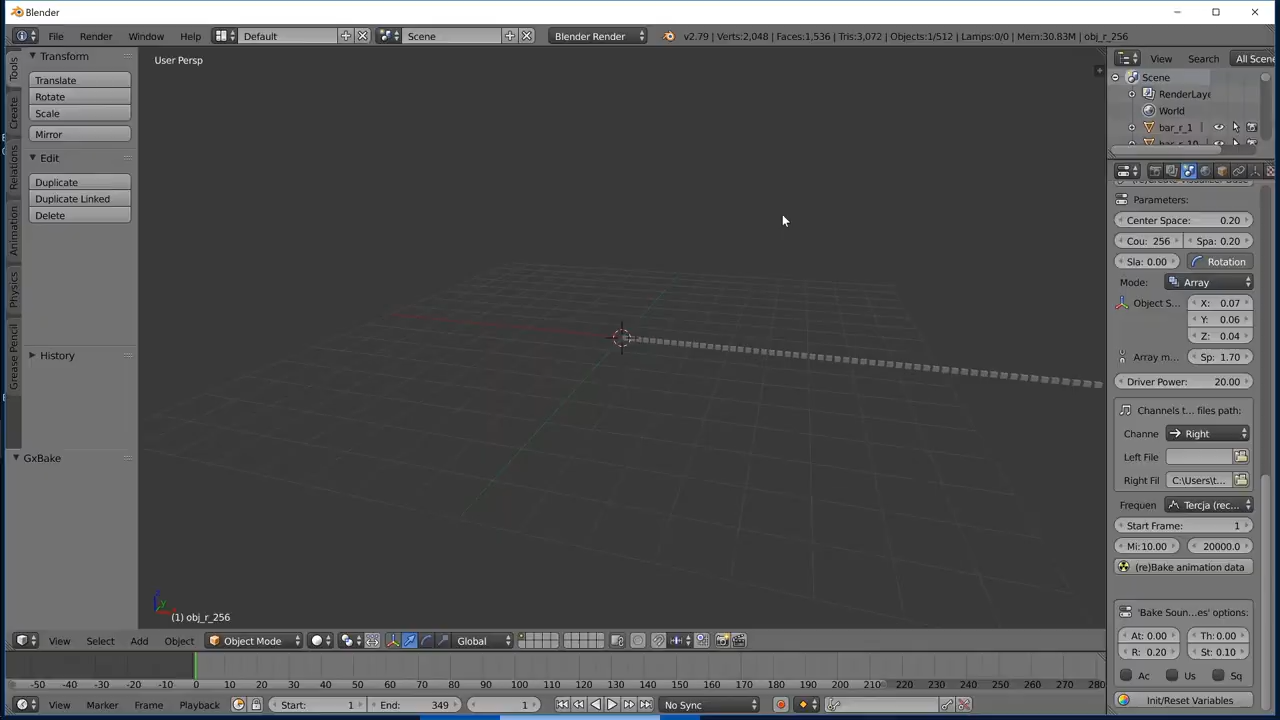 Blender
File Render Window Help Default Scene Blender Render v2.79 | Verts:2,048 | Faces:1,536 | Tris:3,072 | Objects:1/512 | Lamps:0/0 | Mem:30.83M | obj_r_256
Tools
Create
Relations
Animation
Physics
Grease Pencil
Transform
Translate
Rotate
Scale
Mirror
Edit
Duplicate
Duplicate Linked
Delete
History
GxBake
User Persp
(1) obj_r_256
View Search All Scene
Scene
RenderLaye
World
bar_r_1
bar_r_10
Parameters:
Center Space: 0.20
Cou: 256 Spa: 0.20
Sla: 0.00 Rotation
Mode: Array
Object S... X: 0.07
Y: 0.06
Z: 0.04
Array m... Sp: 1.70
Driver Power: 20.00
Channels t... files path:
Channe Right
Left File
Right Fil C:\Users\t...
Frequen Tercja (rec...
Start Frame: 1
Mi: 10.00 20000.0
(re)Bake animation data
'Bake Soun...es' options:
At: 0.00 Th: 0.00
R: 0.20 St: 0.10
Ac Us Sq
Init/Reset Variables
View Select Add Object Object Mode Global
-50 -40 -30 -20 -10 0 10 20 30 40 50 60 70 80 90 100 110 120 130 140 150 160 170 180 190 200 210 220 230 240 250 260 270 280
View Marker Frame Playback Start: 1 End: 349 1 No Sync